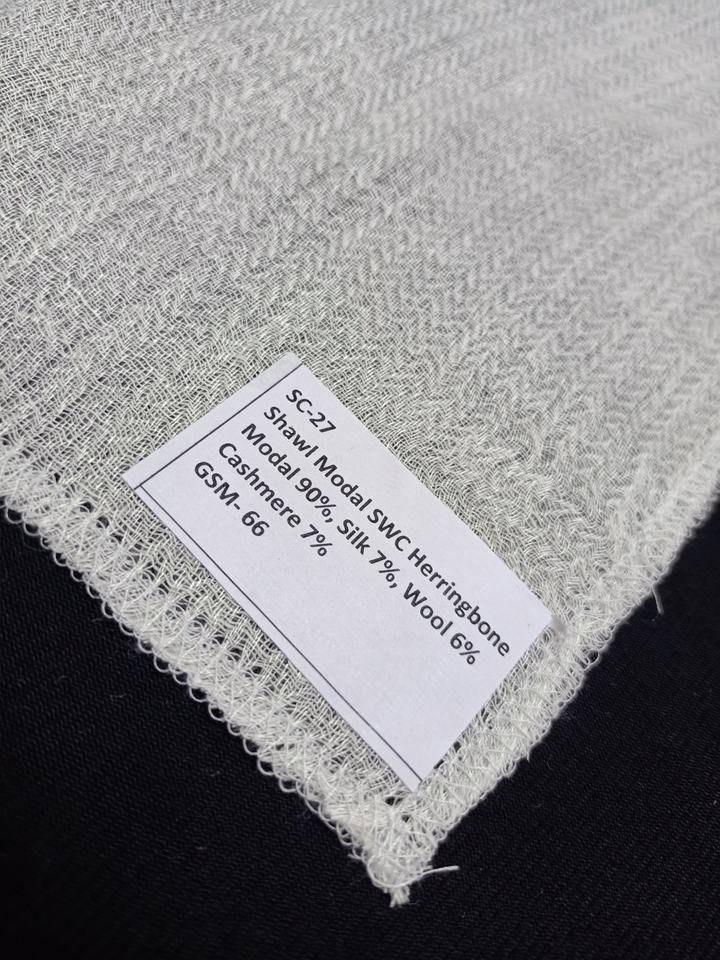 SC-27
Shawl Modal SWC Herringbone
Modal 90%, Silk 7%, Wool 6%
Cashmere 7%
GSM- 66